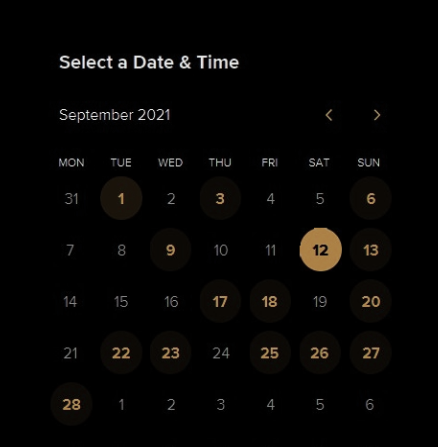 Select a Date & Time
September 2021
MON TUE WED THU FRI SAT SUN
31 1 2 3 4 5 6
7 8 9 10 11 12 13
14 15 16 17 18 19 20
21 22 23 24 25 26 27
28 1 2 3 4 5 6